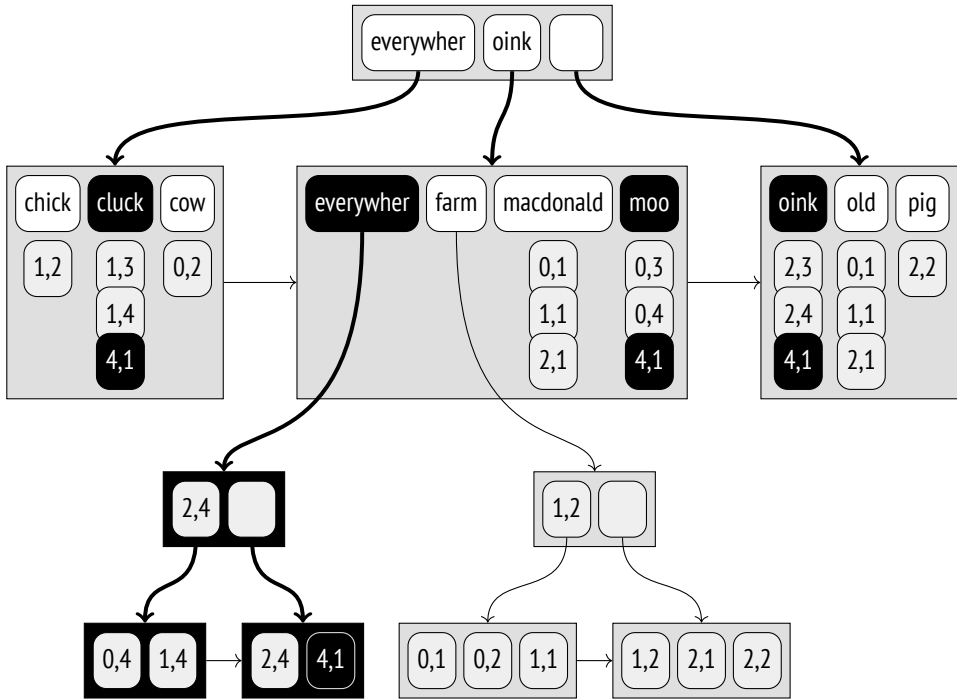 everywher oink
chick cluck cow everywher farm macdonald moo oink old pig
1,2 1,3 0,2 0,1 0,3 2,3 0,1 2,2
1,4 1,1 0,4 2,4 1,1
4,1 2,1 4,1 4,1 2,1
2,4 1,2
0,4 1,4 2,4 4,1 0,1 0,2 1,1 1,2 2,1 2,2